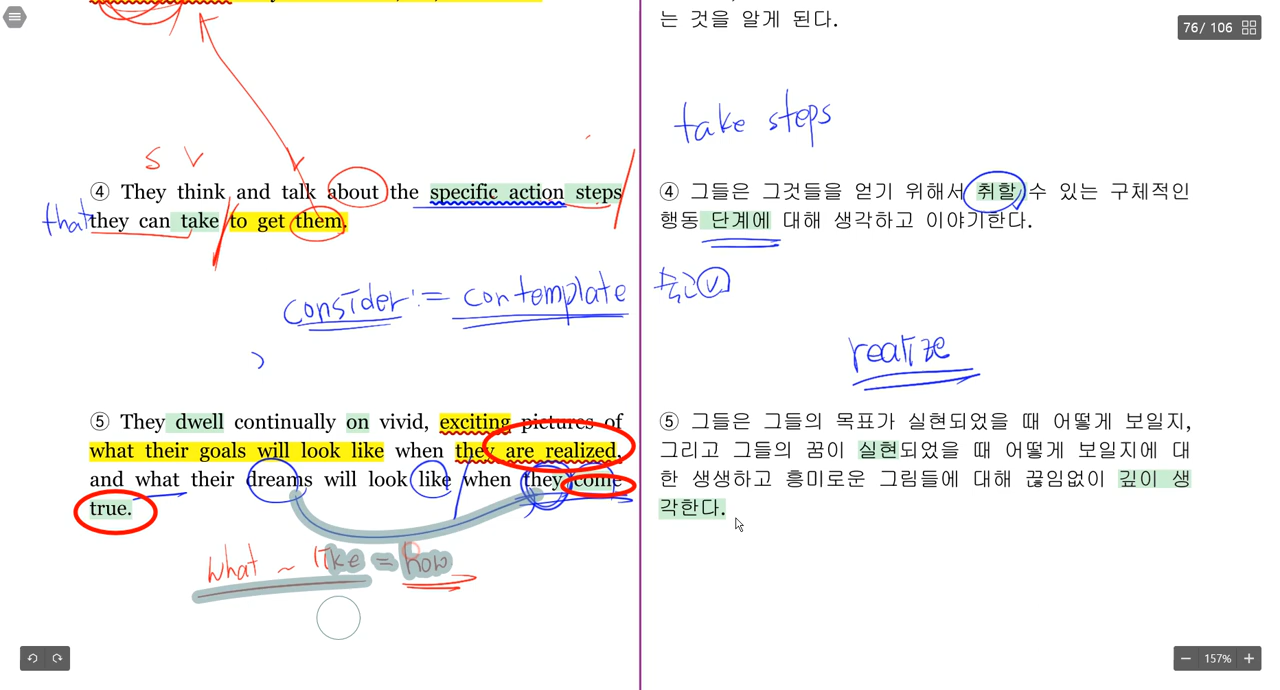 는 것을 알게 된다.
76/ 106
take steps
S V
④ They think and talk about the specific action steps
that they can take to get them.
④ 그들은 그것들을 얻기 위해서 취할 수 있는 구체적인
행동 단계에 대해 생각하고 이야기한다.
consider := contemplate
V
realize
⑤ They dwell continually on vivid, exciting pictures of
what their goals will look like when they are realized,
and what their dreams will look like when they come
true.
⑤ 그들은 그들의 목표가 실현되었을 때 어떻게 보일지,
그리고 그들의 꿈이 실현되었을 때 어떻게 보일지에 대
한 생생하고 흥미로운 그림들에 대해 끊임없이 깊이 생
각한다.
what ~ like = how
157%